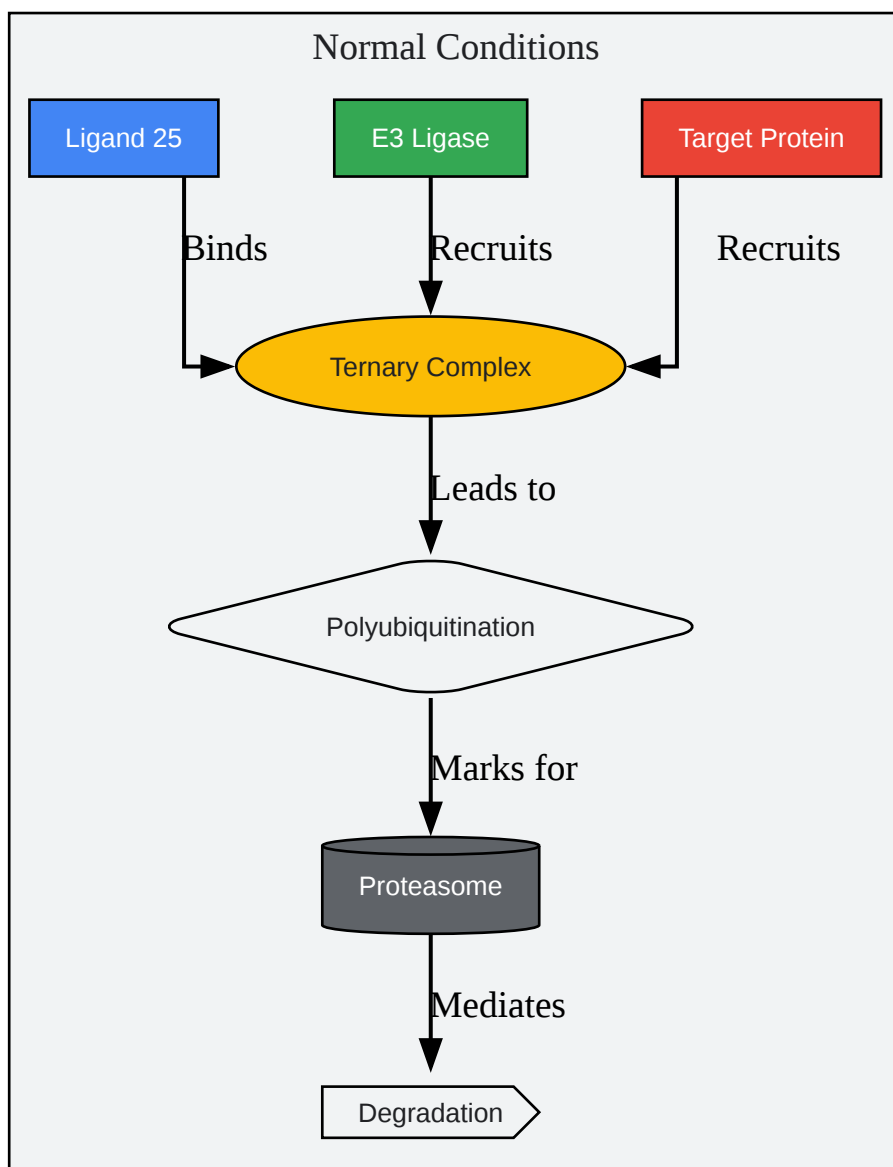 Normal Conditions
Ligand 25
E3 Ligase
Target Protein
Binds
Recruits
Recruits
Ternary Complex
Leads to
Polyubiquitination
Marks for
Proteasome
Mediates
Degradation